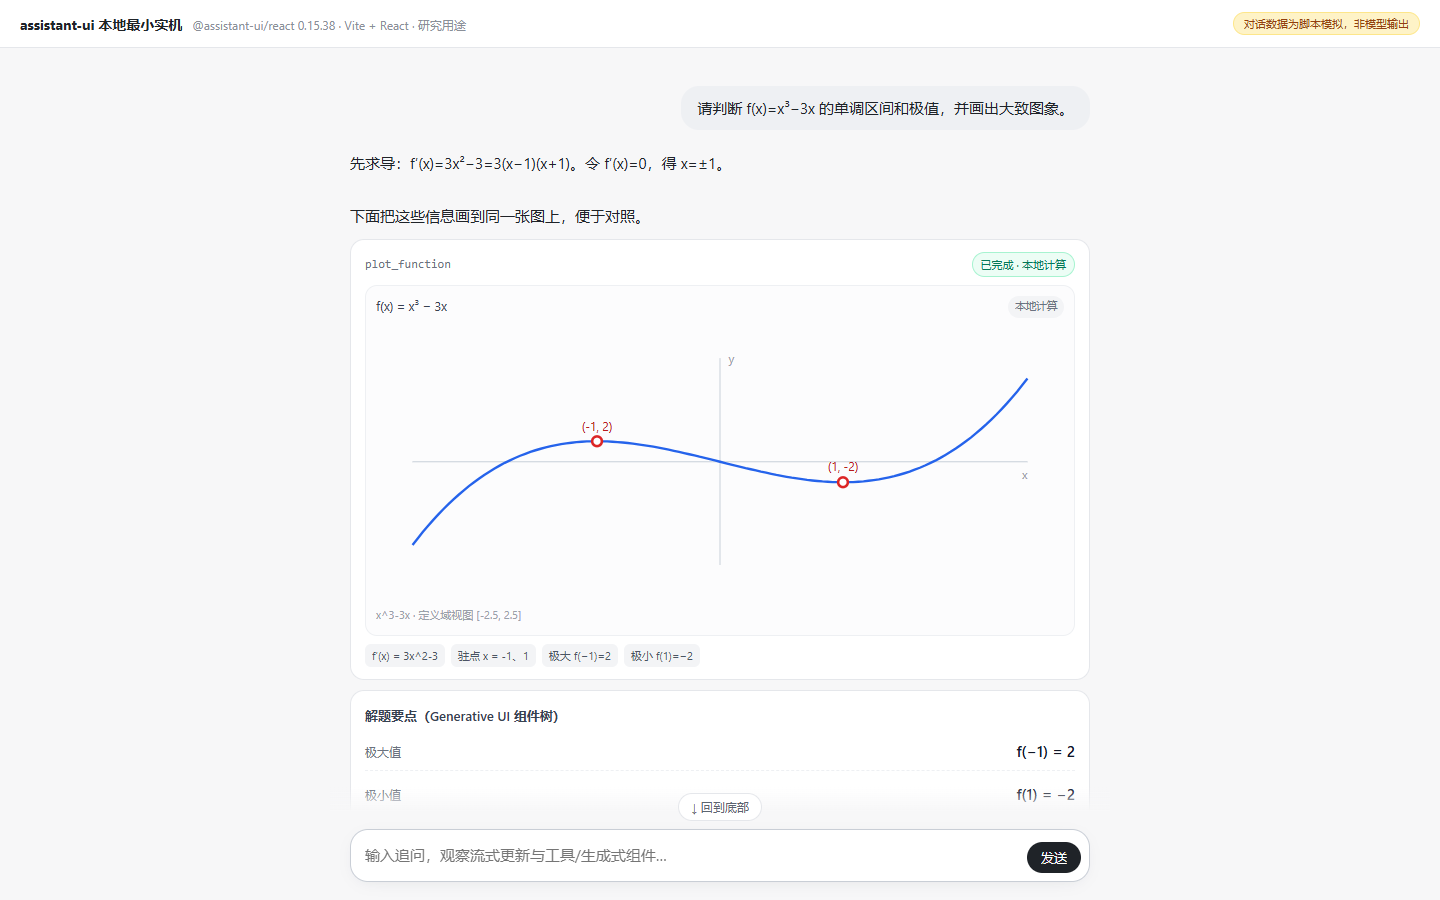 assistant-ui 本地最小实机 @assistant-ui/react 0.15.38 · Vite + React · 研究用途
对话数据为脚本模拟，非模型输出
请判断 f(x)=x³−3x 的单调区间和极值，并画出大致图象。
先求导：f′(x)=3x²−3=3(x−1)(x+1)。令 f′(x)=0，得 x=±1。
下面把这些信息画到同一张图上，便于对照。
plot_function
已完成 · 本地计算
f(x) = x³ − 3x
本地计算
y
(-1, 2)
(1, -2)
x
x^3-3x · 定义域视图 [-2.5, 2.5]
f′(x) = 3x^2-3
驻点 x = -1、1
极大 f(−1)=2
极小 f(1)=−2
解题要点（Generative UI 组件树）
极大值 f(−1) = 2
极小值 f(1) = −2
↓ 回到底部
输入追问，观察流式更新与工具/生成式组件...
发送